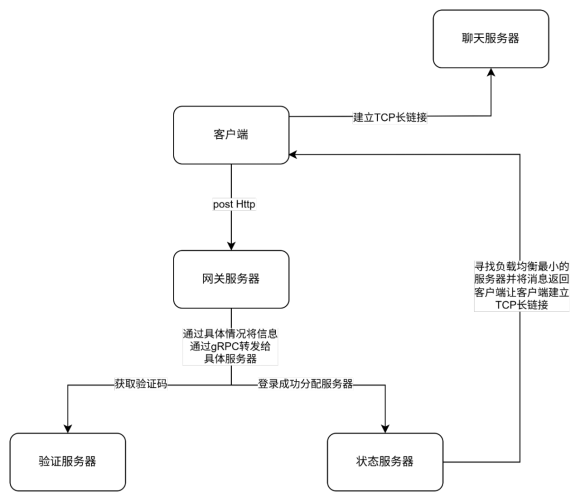 聊天服务器
建立TCP长链接
客户端
post Http
网关服务器
寻找负载均衡最小的
服务器并将消息返回
客户端让客户端建立
TCP长链接
通过具体情况将信息
通过gRPC转发给
具体服务器
获取验证码
登录成功分配服务器
验证服务器
状态服务器